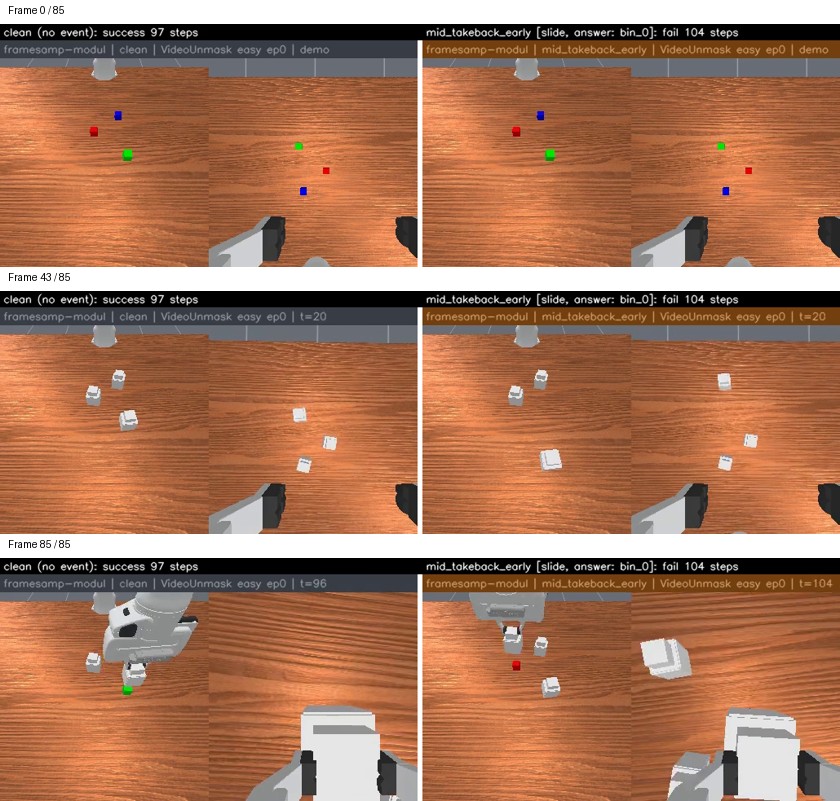 Frame 0 / 85
clean (no event): success 97 steps
mid_takeback_early [slide, answer: bin_0]: fail 104 steps
framesamp-modul | clean | VideoUnmask easy ep0 | demo
framesamp-modul | mid_takeback_early | VideoUnmask easy ep0 | demo
Frame 43 / 85
clean (no event): success 97 steps
mid_takeback_early [slide, answer: bin_0]: fail 104 steps
framesamp-modul | clean | VideoUnmask easy ep0 | t=20
framesamp-modul | mid_takeback_early | VideoUnmask easy ep0 | t=20
Frame 85 / 85
clean (no event): success 97 steps
mid_takeback_early [slide, answer: bin_0]: fail 104 steps
framesamp-modul | clean | VideoUnmask easy ep0 | t=96
framesamp-modul | mid_takeback_early | VideoUnmask easy ep0 | t=104